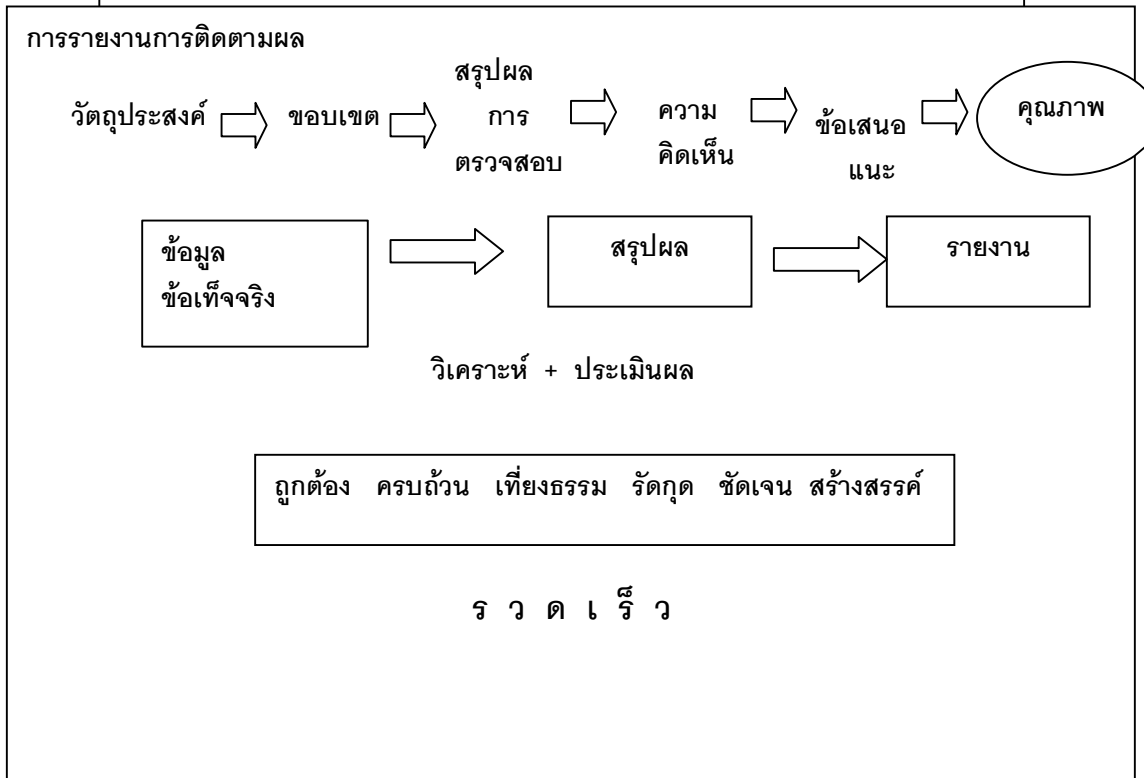 การรายงานการติดตามผล
วัตถุประสงค์
ขอบเขต
สรุปผล
การ
ตรวจสอบ
ความ
คิดเห็น
ข้อเสนอ
แนะ
คุณภาพ
ข้อมูล
ข้อเท็จจริง
สรุปผล
รายงาน
วิเคราะห์ + ประเมินผล
ถูกต้อง ครบถ้วน เที่ยงธรรม รัดกุด ชัดเจน สร้างสรรค์
ร ว ด เ ร็ ว